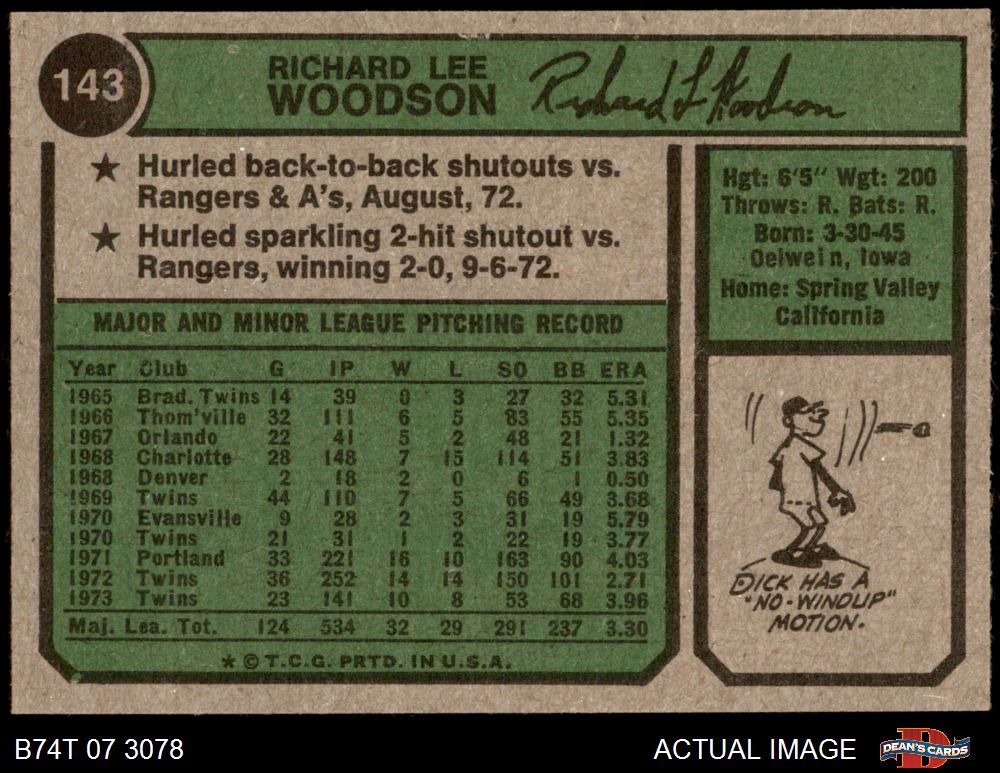 143
RICHARD LEE
WOODSON
Richard L Woodson
★ Hurled back-to-back shutouts vs.
Rangers & A's, August, 72.
★ Hurled sparkling 2-hit shutout vs.
Rangers, winning 2-0, 9-6-72.
Hgt: 6'5" Wgt: 200
Throws: R. Bats: R.
Born: 3-30-45
Oelwein, Iowa
Home: Spring Valley
California
MAJOR AND MINOR LEAGUE PITCHING RECORD
Year Club G IP W L SO BB ERA
1965 Brad. Twins 14 39 0 3 27 32 5.31
1966 Thom'ville 32 111 6 5 83 55 5.35
1967 Orlando 22 41 5 2 48 21 1.32
1968 Charlotte 28 148 7 15 114 51 3.83
1968 Denver 2 18 2 0 6 1 0.50
1969 Twins 44 110 7 5 66 49 3.68
1970 Evansville 9 28 2 3 31 19 5.79
1970 Twins 21 31 1 2 22 19 3.77
1971 Portland 33 221 16 10 163 90 4.03
1972 Twins 36 252 14 14 150 101 2.71
1973 Twins 23 141 10 8 53 68 3.96
Maj. Lea. Tot. 124 534 32 29 291 237 3.30
★ © T.C.G. PRTD. IN U.S.A.
DICK HAS A
"NO-WINDUP"
MOTION.
B74T 07 3078
ACTUAL IMAGE
DEAN'S CARDS